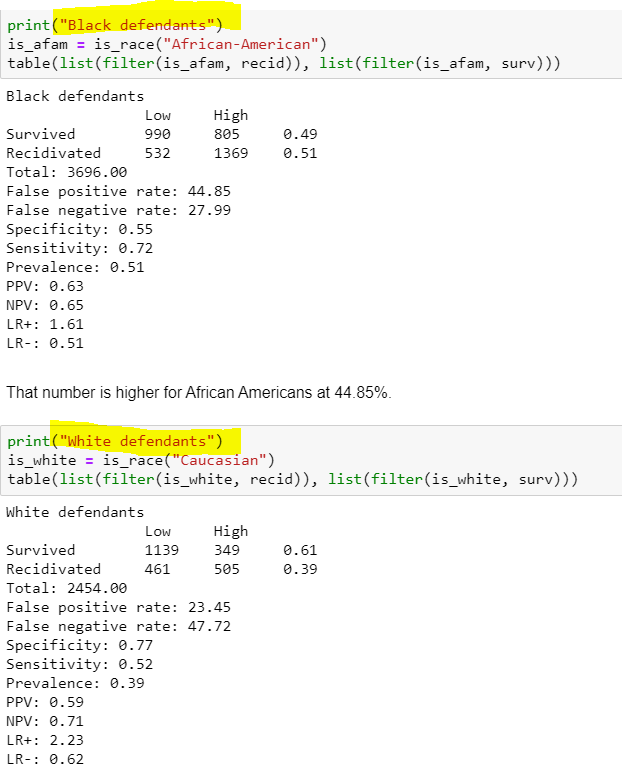 print("Black defendants")
is_afam = is_race("African-American")
table(list(filter(is_afam, recid)), list(filter(is_afam, surv)))
Black defendants
Low High
Survived 990 805 0.49
Recidivated 532 1369 0.51
Total: 3696.00
False positive rate: 44.85
False negative rate: 27.99
Specificity: 0.55
Sensitivity: 0.72
Prevalence: 0.51
PPV: 0.63
NPV: 0.65
LR+: 1.61
LR-: 0.51
That number is higher for African Americans at 44.85%.
print("White defendants")
is_white = is_race("Caucasian")
table(list(filter(is_white, recid)), list(filter(is_white, surv)))
White defendants
Low High
Survived 1139 349 0.61
Recidivated 461 505 0.39
Total: 2454.00
False positive rate: 23.45
False negative rate: 47.72
Specificity: 0.77
Sensitivity: 0.52
Prevalence: 0.39
PPV: 0.59
NPV: 0.71
LR+: 2.23
LR-: 0.62